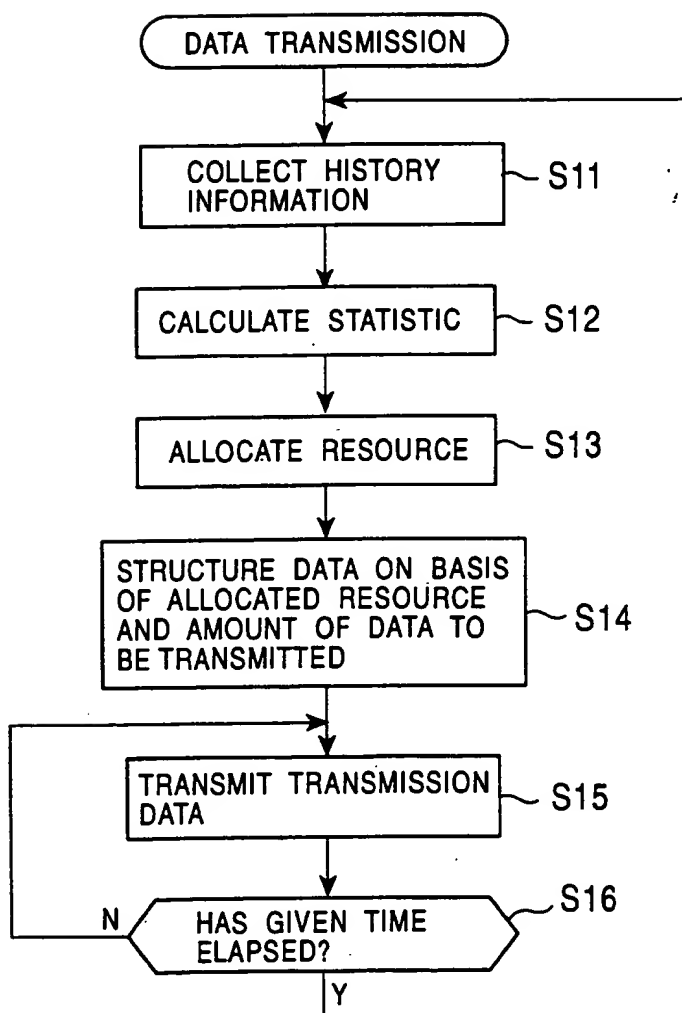 DATA TRANSMISSION
COLLECT HISTORY
INFORMATION
S11
CALCULATE STATISTIC
S12
ALLOCATE RESOURCE
S13
STRUCTURE DATA ON BASIS
OF ALLOCATED RESOURCE
AND AMOUNT OF DATA TO
BE TRANSMITTED
S14
TRANSMIT TRANSMISSION
DATA
S15
HAS GIVEN TIME
ELAPSED?
S16
N
Y